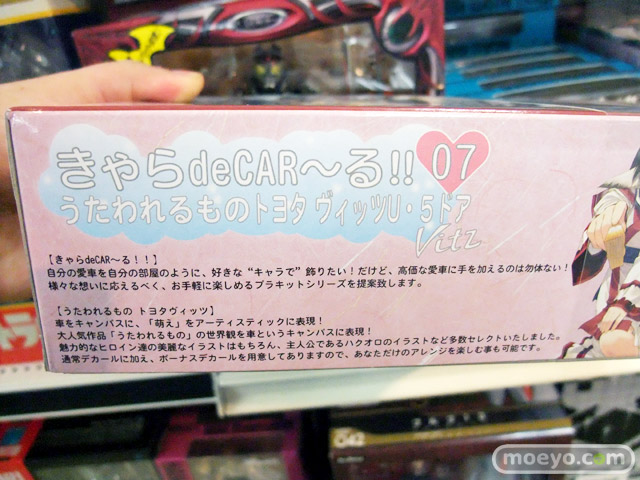 きゃらdeCAR〜る!! 07
うたわれるものトヨタ ヴィッツU・5ドア
Vitz
【きゃらdeCAR〜る!!】
自分の愛車を自分の部屋のように、好きな“キャラで”飾りたい!だけど、高価な愛車に手を加えるのは勿体ない!
様々な想いに応えるべく、お手軽に楽しめるプラキットシリーズを提案致します。
【うたわれるもの トヨタヴィッツ】
車をキャンバスに、「萌え」をアーティスティックに表現!
大人気作品「うたわれるもの」の世界観を車というキャンバスに表現!
魅力的なヒロイン達の美麗なイラストはもちろん、主人公であるハクオロのイラストなど多数セレクトいたしました。
通常デカールに加え、ボーナスデカールを用意してありますので、あなただけのアレンジを楽しむ事も可能です。
moeyo.com